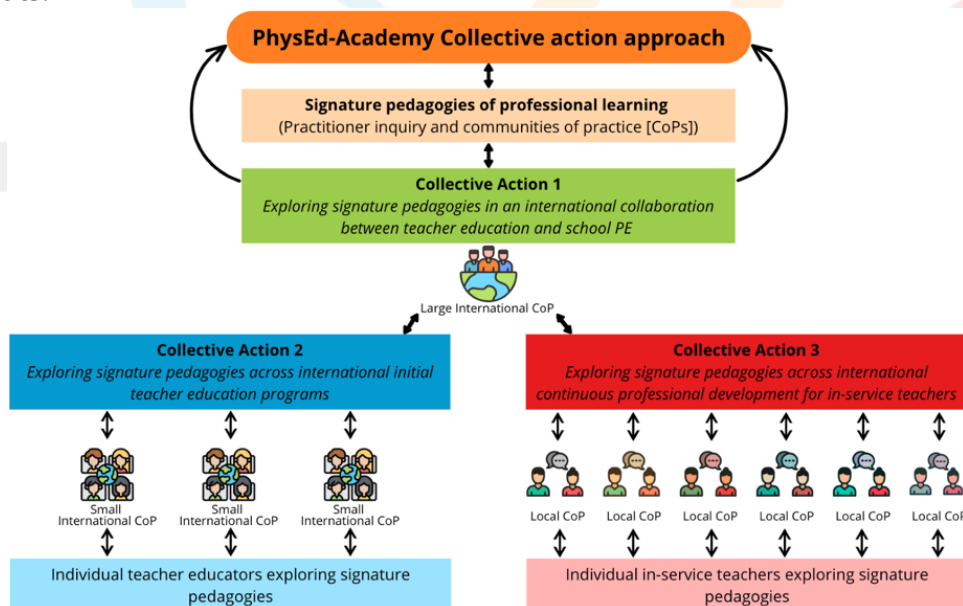 PhysEd-Academy Collective action approach
Signature pedagogies of professional learning
(Practitioner inquiry and communities of practice [CoPs])
Collective Action 1
Exploring signature pedagogies in an international collaboration
between teacher education and school PE
Large International CoP
Collective Action 2
Exploring signature pedagogies across international initial
teacher education programs
Collective Action 3
Exploring signature pedagogies across international
continuous professional development for in-service teachers
Small
International CoP
Small
International CoP
Small
International CoP
Local CoP
Local CoP
Local CoP
Local CoP
Local CoP
Local CoP
Individual teacher educators exploring signature
pedagogies
Individual in-service teachers exploring signature
pedagogies